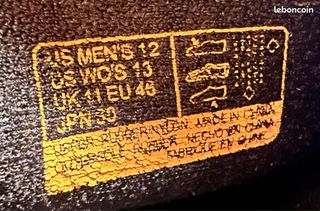 leboncoin
US MEN'S 12
US WO'S 13
UK 11 EU 46
JPN 30
MADE IN CHINA
HECHO EN CHINA
FABRIQUÉ EN CHINE